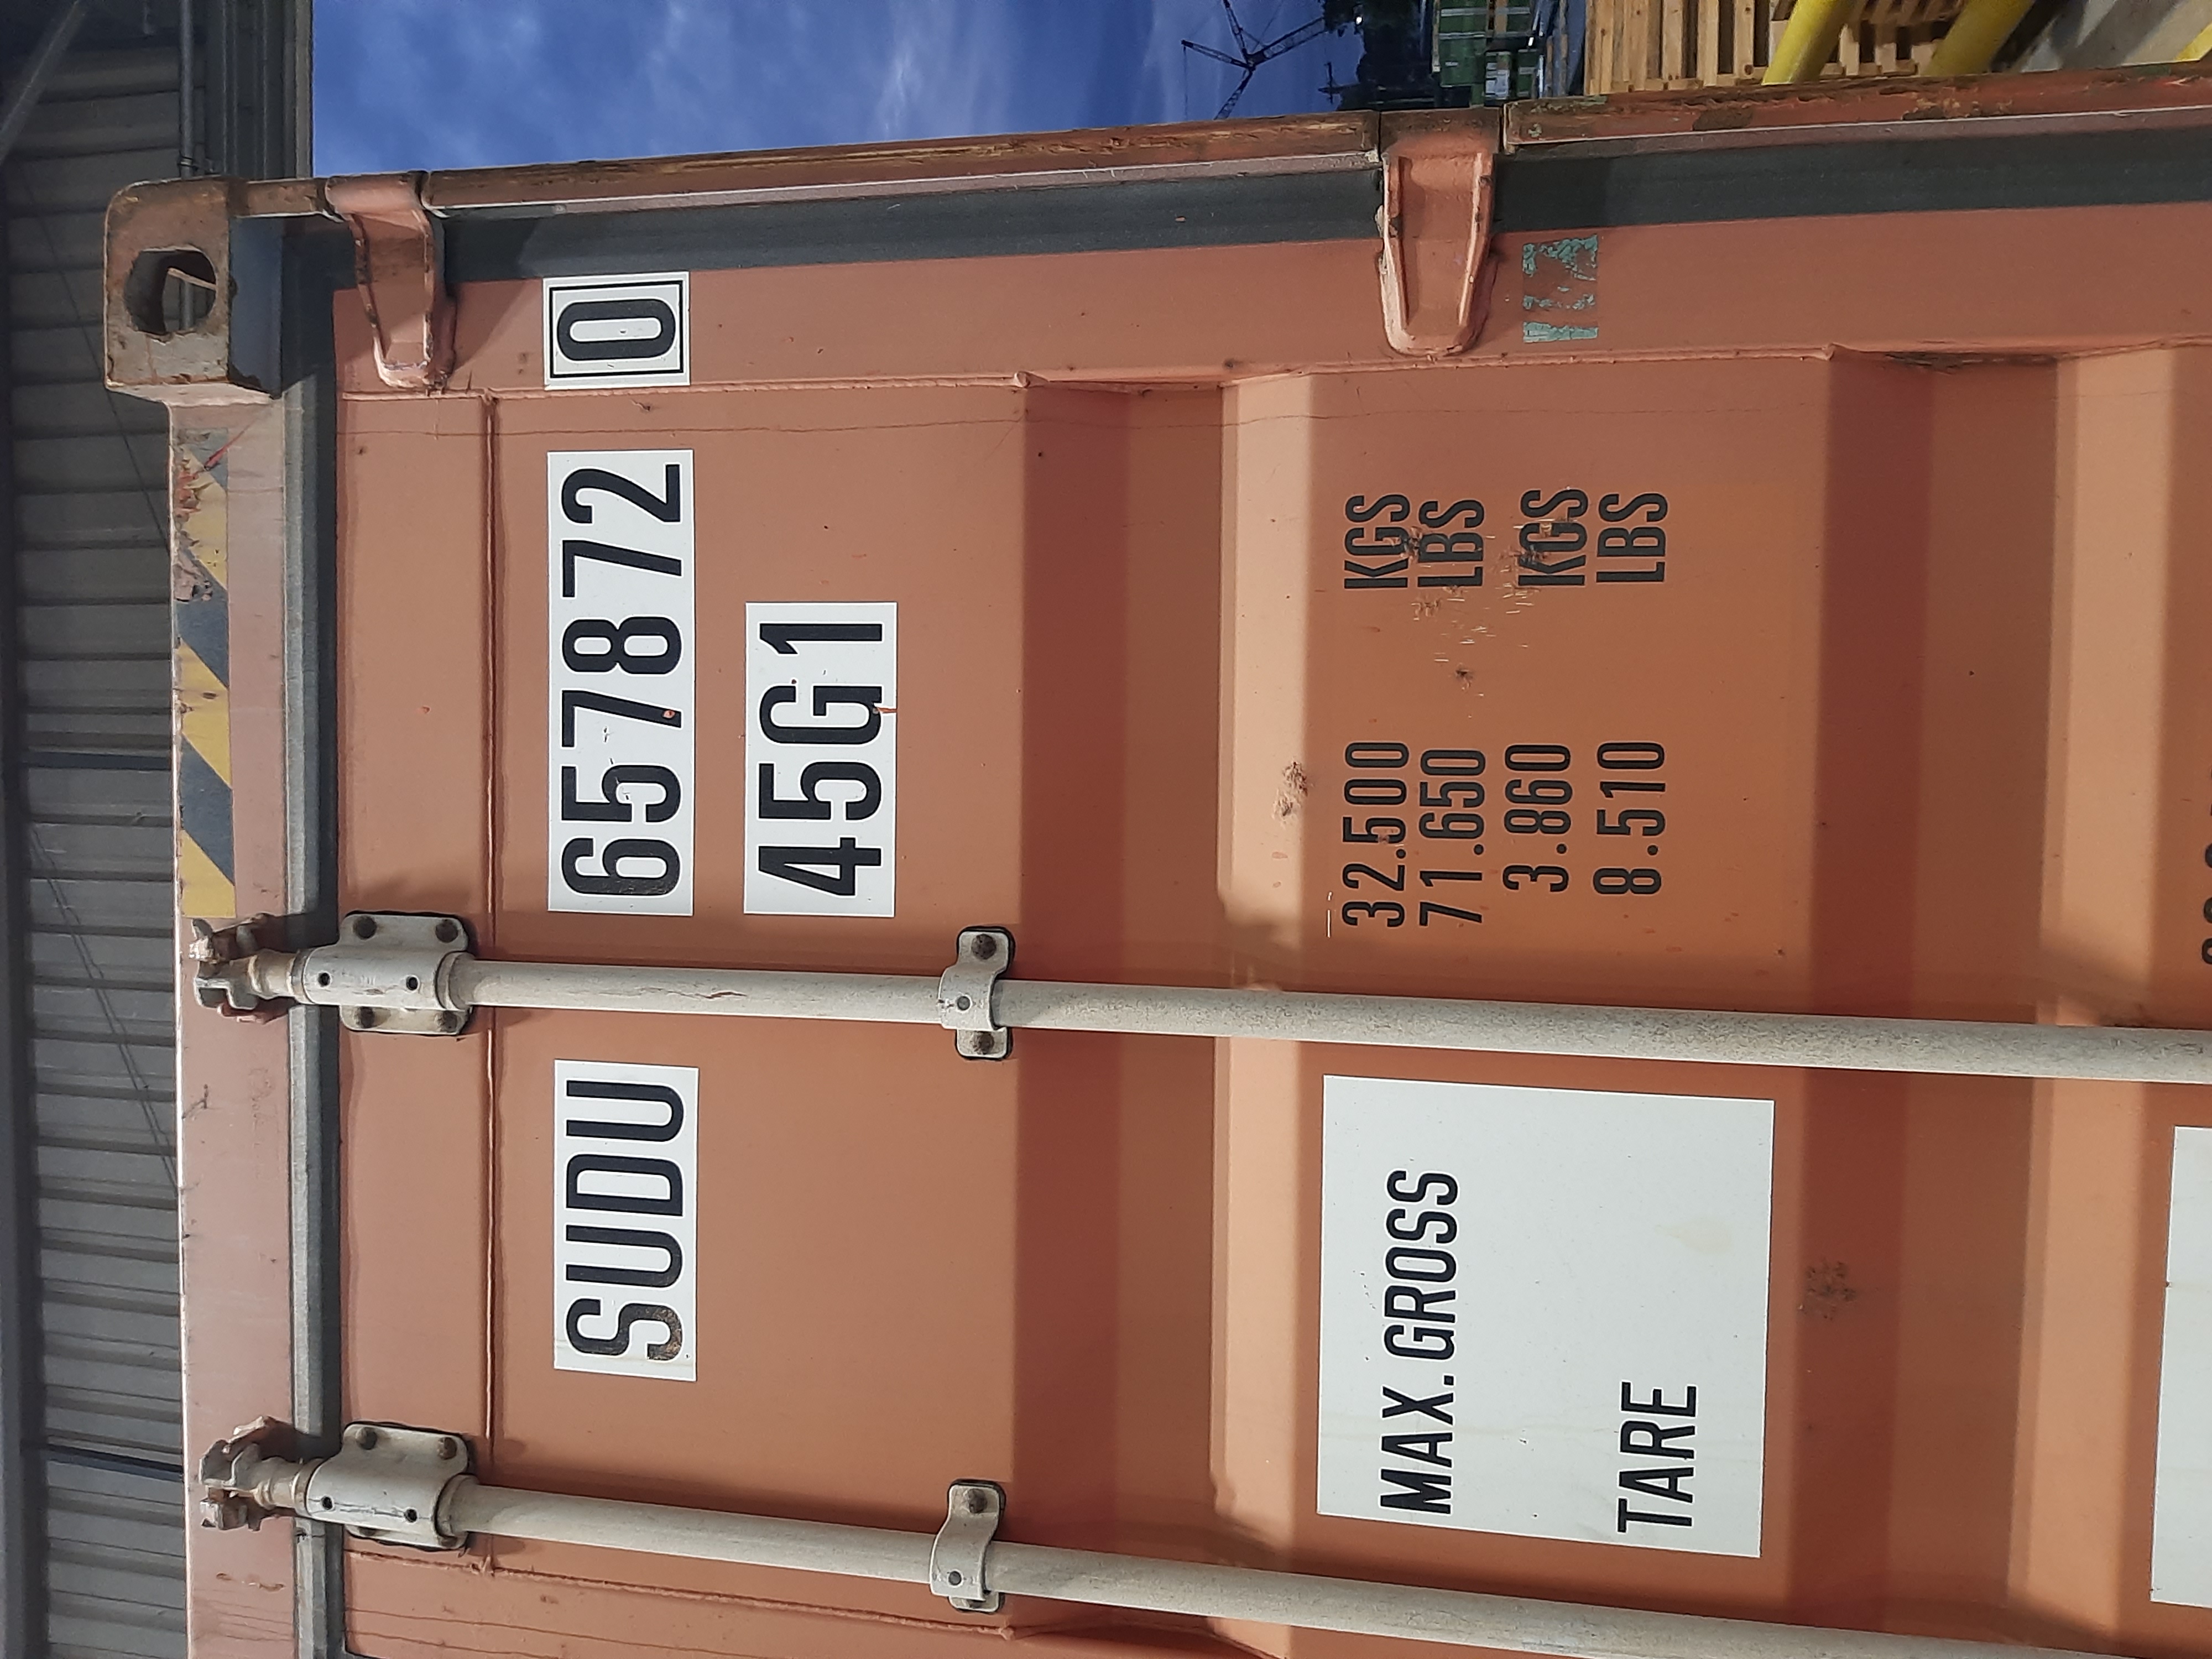 SUDU 657872 0
45G1
MAX. GROSS 32.500 KGS
71.650 LBS
TARE 3.860 KGS
8.510 LBS